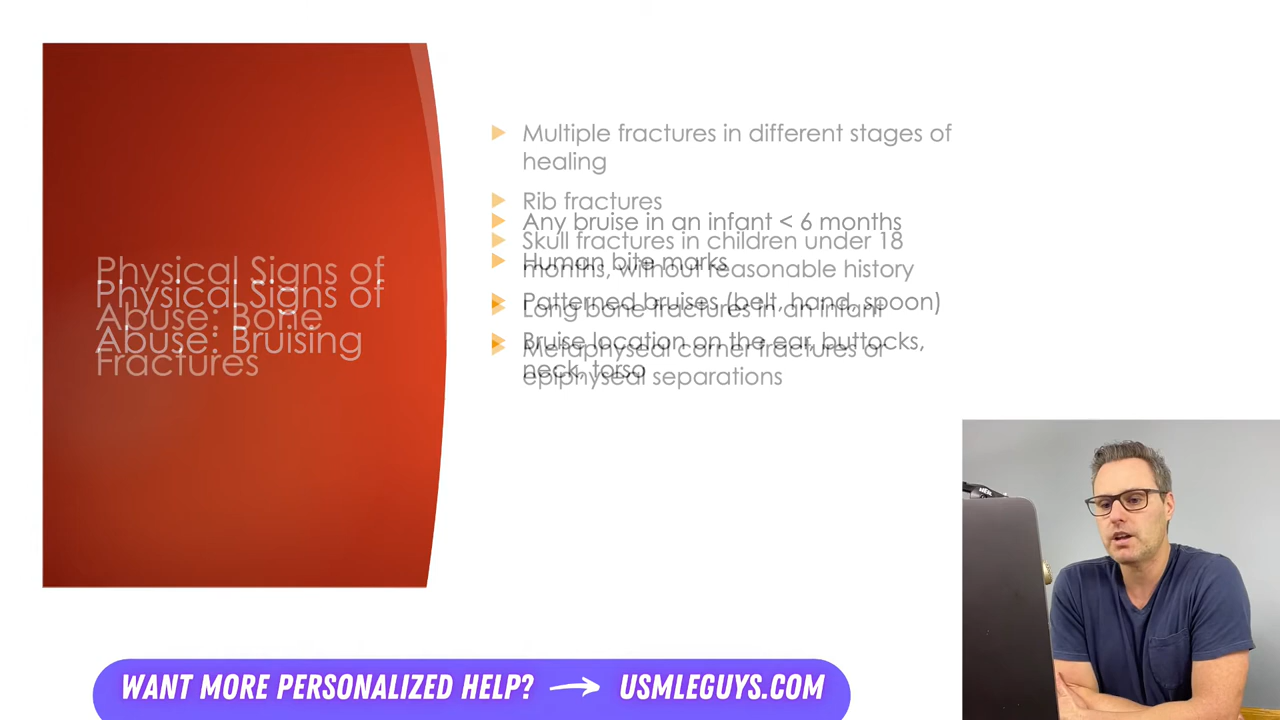 Physical Signs of
Abuse: Bone
Fractures
Physical Signs of
Abuse: Bruising
Multiple fractures in different stages of
healing
Rib fractures
Skull fractures in children under 18
months, without reasonable history
Long bone fractures in an infant
Metaphyseal corner fractures or
epiphyseal separations
Any bruise in an infant < 6 months
Human bite marks
Patterned bruises (belt, hand, spoon)
Bruise location on the ear, buttocks,
neck, torso
WANT MORE PERSONALIZED HELP? → USMLEGUYS.COM